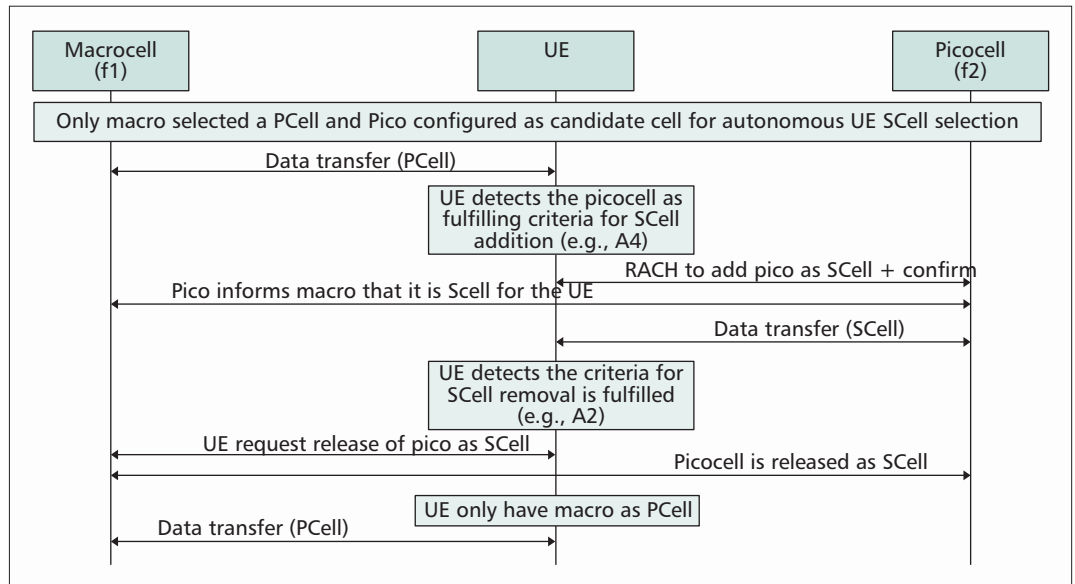 Macrocell
(f1)
UE
Picocell
(f2)
Only macro selected a PCell and Pico configured as candidate cell for autonomous UE SCell selection
Data transfer (PCell)
UE detects the picocell as
fulfilling criteria for SCell
addition (e.g., A4)
RACH to add pico as SCell + confirm
Pico informs macro that it is Scell for the UE
Data transfer (SCell)
UE detects the criteria for
SCell removal is fulfilled
(e.g., A2)
UE request release of pico as SCell
Picocell is released as SCell
UE only have macro as PCell
Data transfer (PCell)